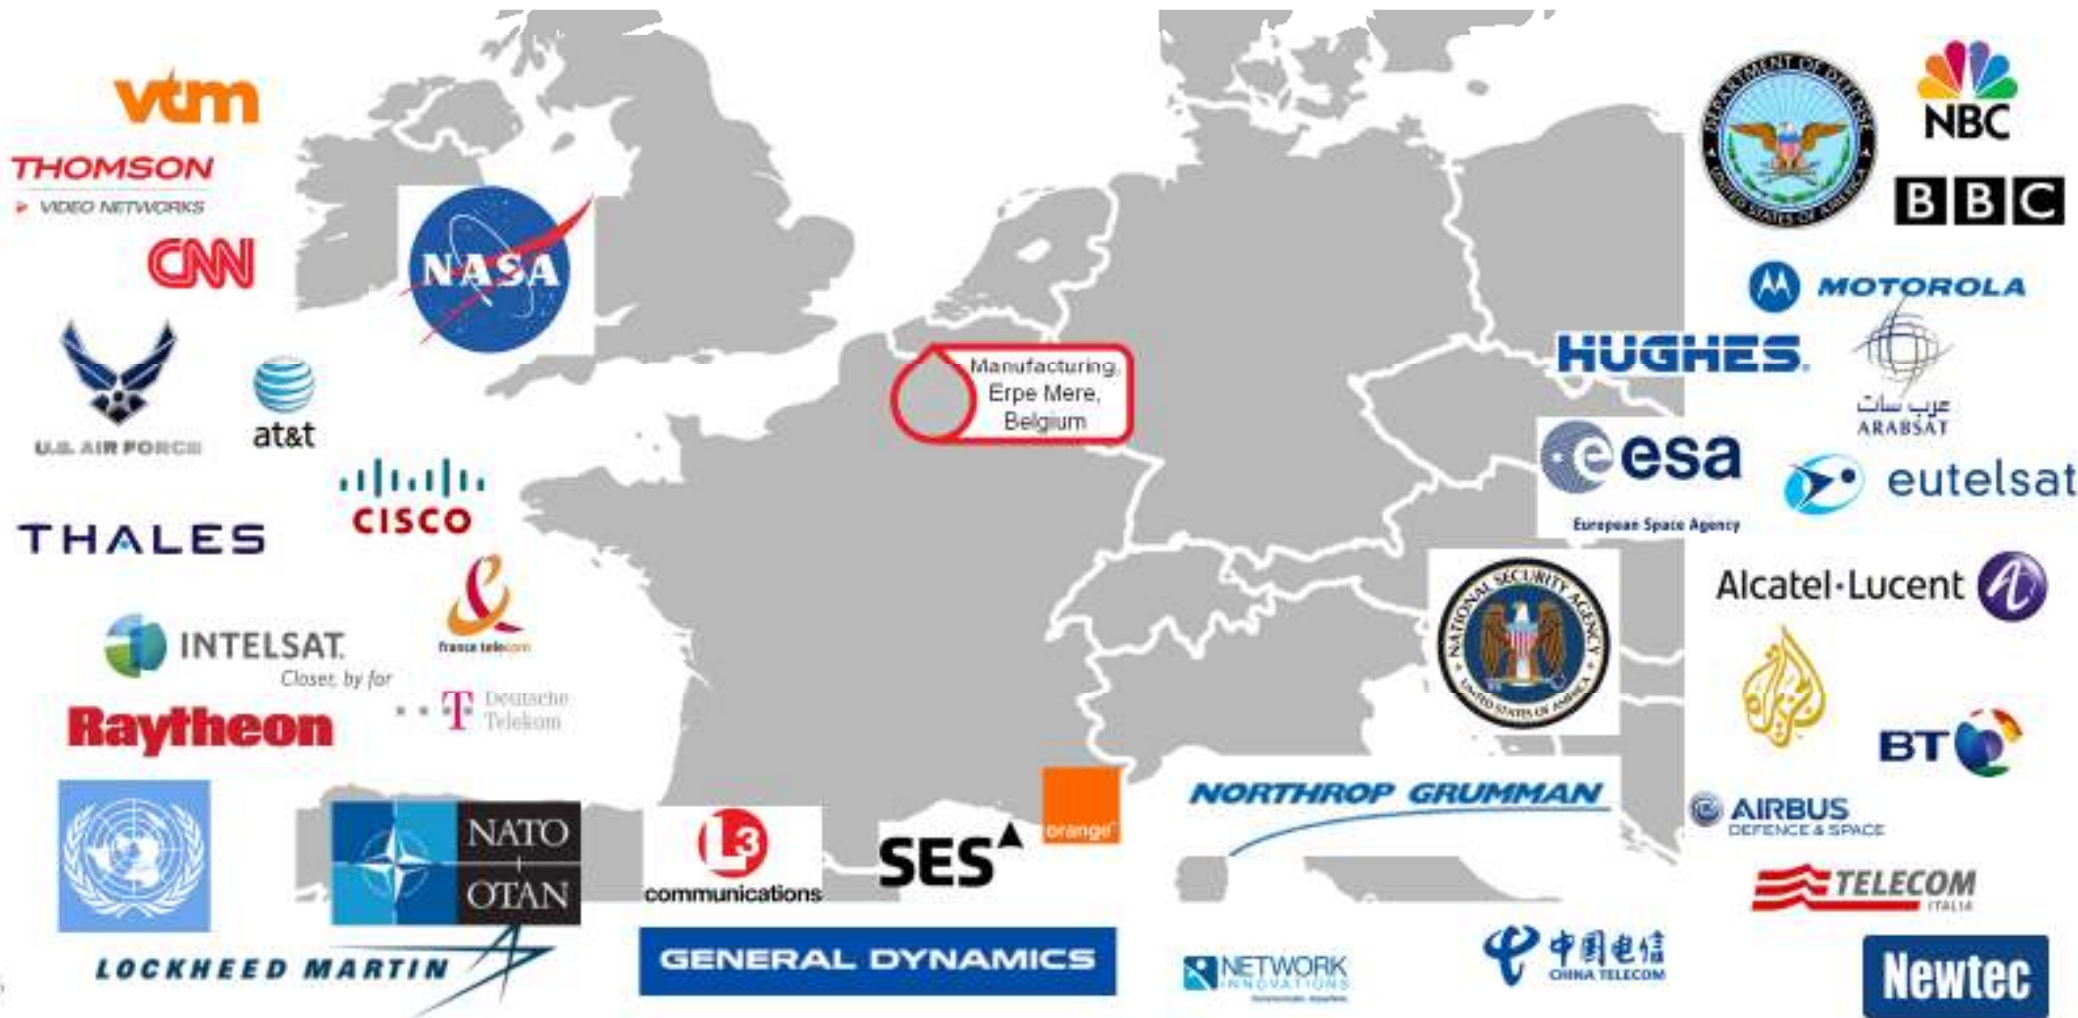 vtm
THOMSON
VIDEO NETWORKS
CNN
NASA
U.S. AIR FORCE
at&t
CISCO
THALES
france telecom
INTELSAT.
Closer, by far
Deutsche
Telekom
T
Raytheon
NATO
OTAN
LOCKHEED MARTIN
Manufacturing,
Erpe Mere,
Belgium
L3
communications
SES
orange™
GENERAL DYNAMICS
NORTHROP GRUMMAN
NETWORK
INNOVATIONS
中国电信
CHINA TELECOM
DEPARTMENT OF DEFENSE
UNITED STATES OF AMERICA
NBC
BBC
MOTOROLA
HUGHES®
عرب سات
ARABSAT
esa
European Space Agency
eutelsat
NATIONAL SECURITY AGENCY
UNITED STATES OF AMERICA
Alcatel·Lucent
الجزيرة
BT
AIRBUS
DEFENCE & SPACE
TELECOM
ITALIA
Newtec